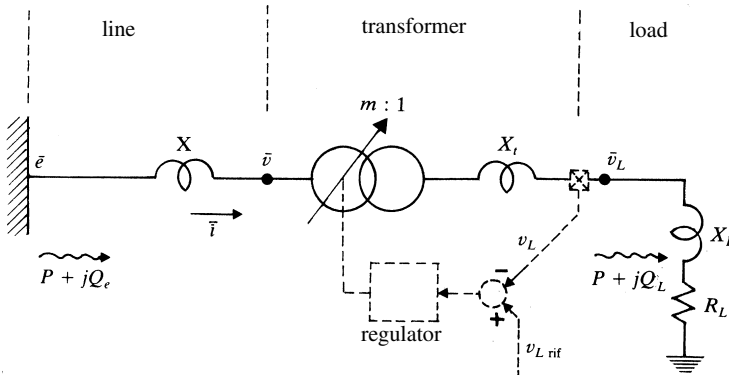 line transformer load
m : 1
X X_t
ē v̄ v̄_L
ī
v_L X_L
P + jQ_e P + jQ_L
− R_L
+
regulator
v_L rif